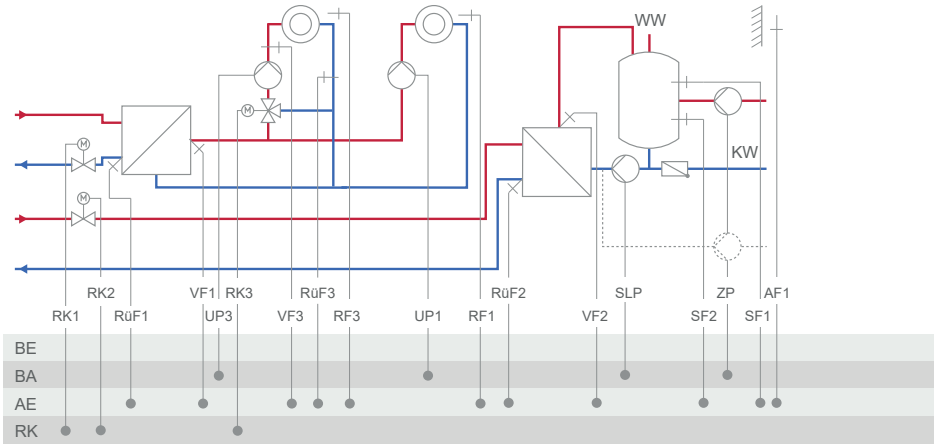 WW
M
M
KW
M
RK2 VF1 RK3 RüF3 RüF2 SLP ZP AF1
RK1 RüF1 UP3 VF3 RF3 UP1 RF1 VF2 SF2 SF1
BE
BA
AE
RK